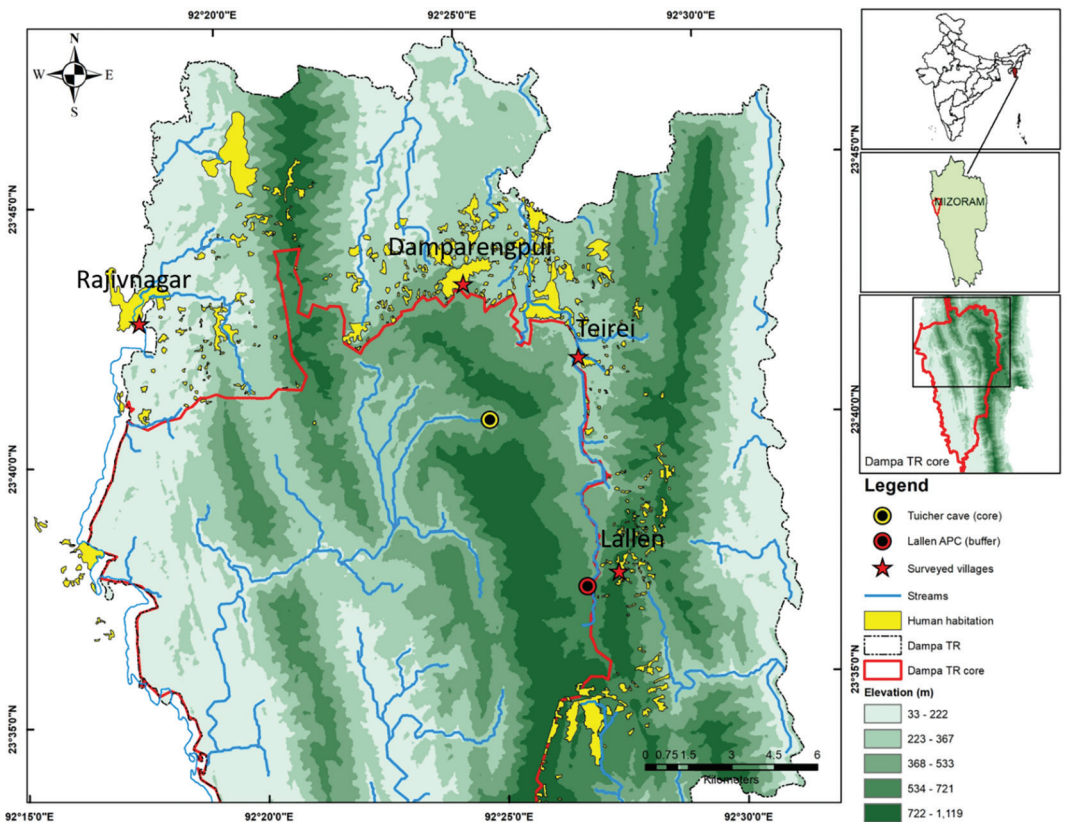 92°20'0"E 92°25'0"E 92°30'0"E
N
W E
S
23°45'0"N
23°40'0"N
23°35'0"N
Rajivnagar
Damparengpui
Teirei
Lallen
0 0.75 1.5 3 4.5 6
Kilometers
92°15'0"E 92°20'0"E 92°25'0"E 92°30'0"E
23°45'0"N
23°40'0"N
23°35'0"N
MIZORAM
Dampa TR core
Legend
Tuicher cave (core)
Lallen APC (buffer)
Surveyed villages
Streams
Human habitation
Dampa TR
Dampa TR core
Elevation (m)
33 - 222
223 - 367
368 - 533
534 - 721
722 - 1,119